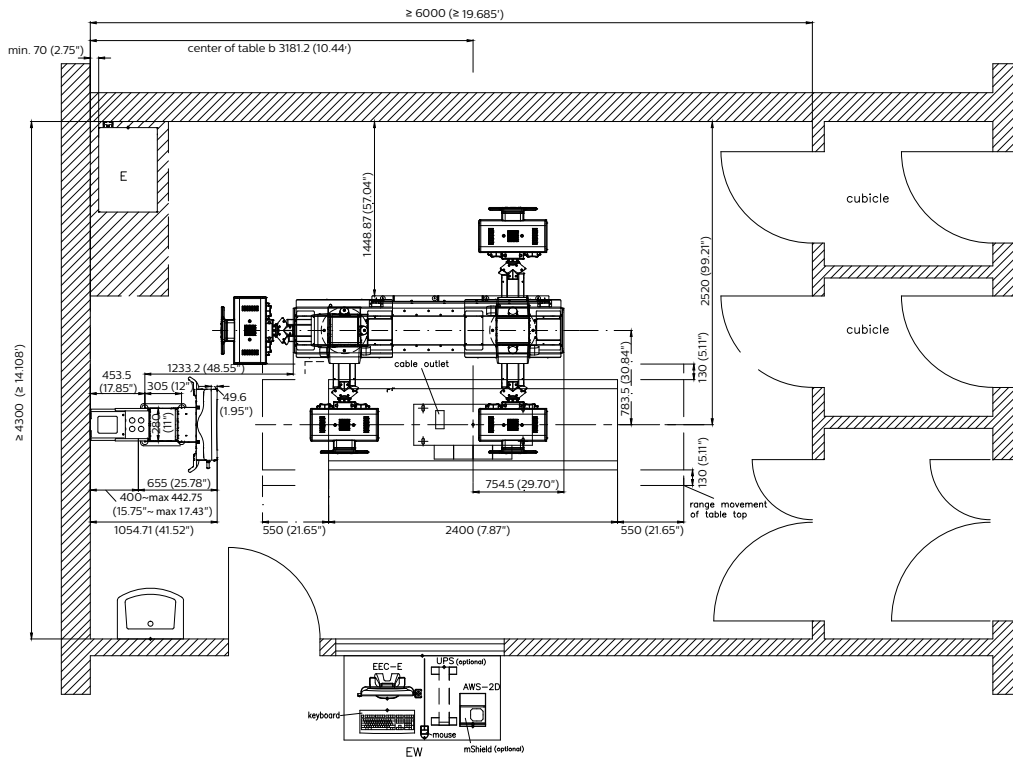 ≥ 6000 (≥ 19.685')
min. 70 (2.75")
center of table b 3181.2 (10.44')
E
cubicle
1448.87 (57.04")
2520 (99.21")
≥ 4300 (≥ 14.108')
cubicle
cable outlet
1233.2 (48.55")
453.5
(17.85")
305 (12")
49.6
(1.95")
280
(11")
783.5 (30.84")
130 (5.11")
130 (5.11")
655 (25.78")
754.5 (29.70")
400~max 442.75
(15.75"~ max 17.43")
range movement
of table top
1054.71 (41.52")
550 (21.65")
2400 (7.87")
550 (21.65")
EEC-E
UPS (optional)
AWS-2D
keyboard
mouse
mShield (optional)
EW